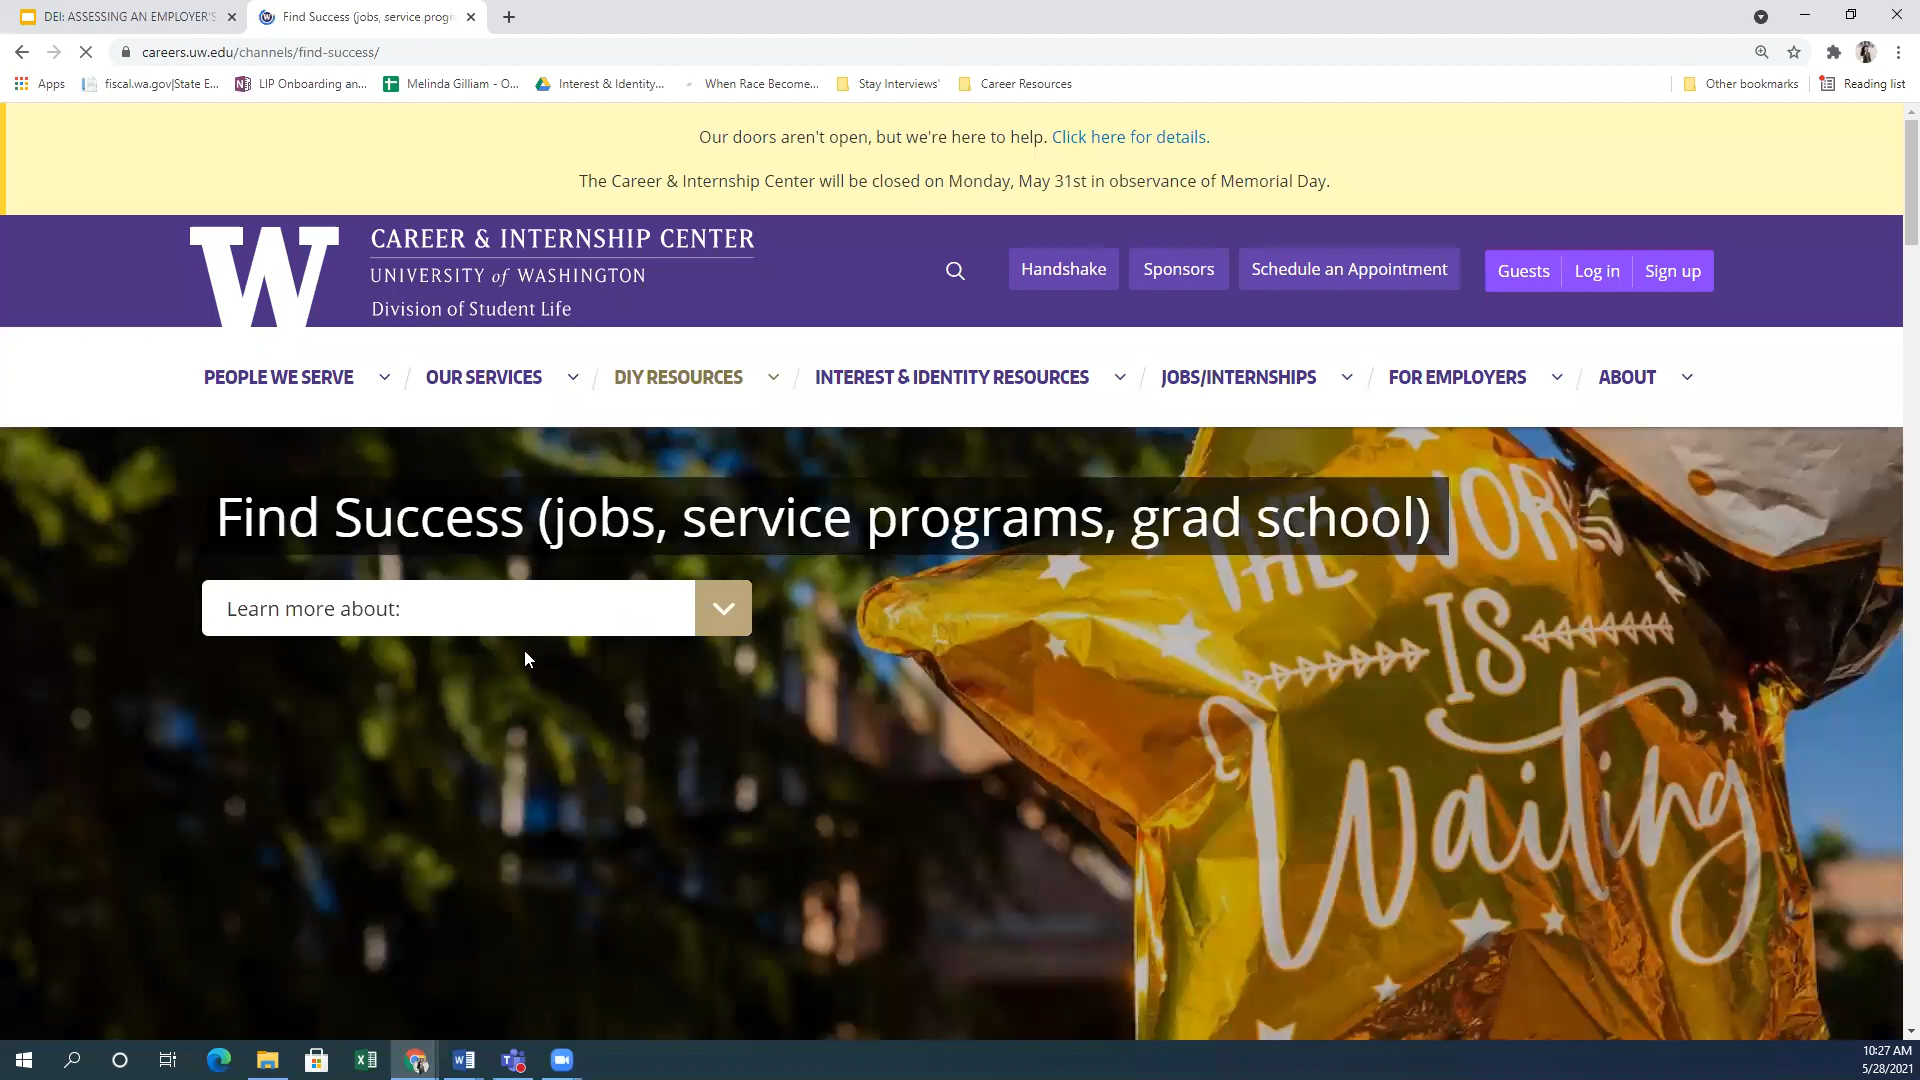 DEI: ASSESSING AN EMPLOYER'S
Find Success (jobs, service progr
careers.uw.edu/channels/find-success/
Apps
fiscal.wa.gov|State E...
LIP Onboarding an...
Melinda Gilliam - O...
Interest & Identity...
When Race Become...
Stay Interviews'
Career Resources
Other bookmarks
Reading list
Our doors aren't open, but we're here to help. Click here for details.
The Career & Internship Center will be closed on Monday, May 31st in observance of Memorial Day.
W
CAREER & INTERNSHIP CENTER
UNIVERSITY of WASHINGTON
Division of Student Life
Handshake
Sponsors
Schedule an Appointment
Guests
Log in
Sign up
PEOPLE WE SERVE
OUR SERVICES
DIY RESOURCES
INTEREST & IDENTITY RESOURCES
JOBS/INTERNSHIPS
FOR EMPLOYERS
ABOUT
Find Success (jobs, service programs, grad school)
Learn more about:
THE WOR
IS
Waiting
10:27 AM
5/28/2021